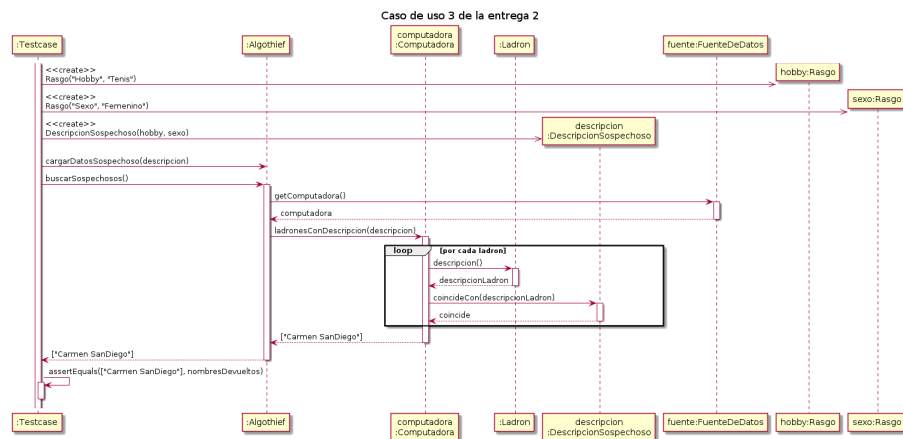 Caso de uso 3 de la entrega 2
:Testcase
:Algothief
computadora
:Computadora
:Ladron
fuente:FuenteDeDatos
<<create>>
Rasgo("Hobby", "Tenis")
hobby:Rasgo
<<create>>
Rasgo("Sexo", "Femenino")
sexo:Rasgo
<<create>>
DescripcionSospechoso(hobby, sexo)
descripcion
:DescripcionSospechoso
cargarDatosSospechoso(descripcion)
buscarSospechosos()
getComputadora()
computadora
ladronesConDescripcion(descripcion)
loop
[por cada ladron]
descripcion()
descripcionLadron
coincideCon(descripcionLadron)
coincide
["Carmen SanDiego"]
["Carmen SanDiego"]
assertEquals(["Carmen SanDiego"], nombresDevueltos)
:Testcase
:Algothief
computadora
:Computadora
:Ladron
descripcion
:DescripcionSospechoso
fuente:FuenteDeDatos
hobby:Rasgo
sexo:Rasgo